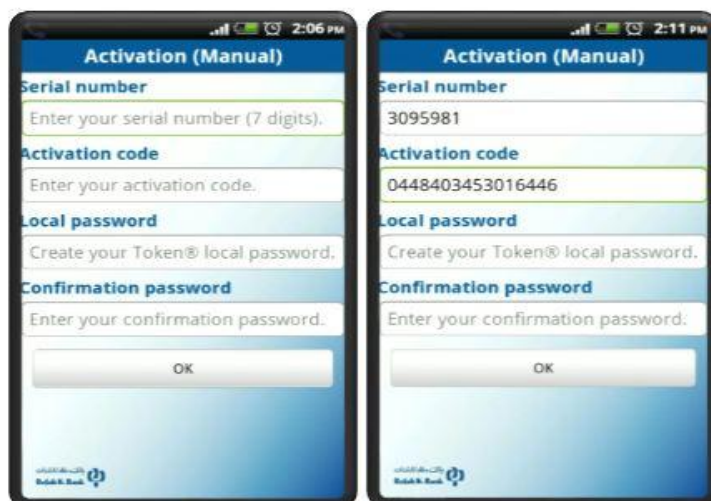 2:06 PM
Activation (Manual)
Serial number
Enter your serial number (7 digits).
Activation code
Enter your activation code.
Local password
Create your Token® local password.
Confirmation password
Enter your confirmation password.
OK
2:11 PM
Activation (Manual)
Serial number
3095981
Activation code
0448403453016446
Local password
Create your Token® local password.
Confirmation password
Enter your confirmation password.
OK